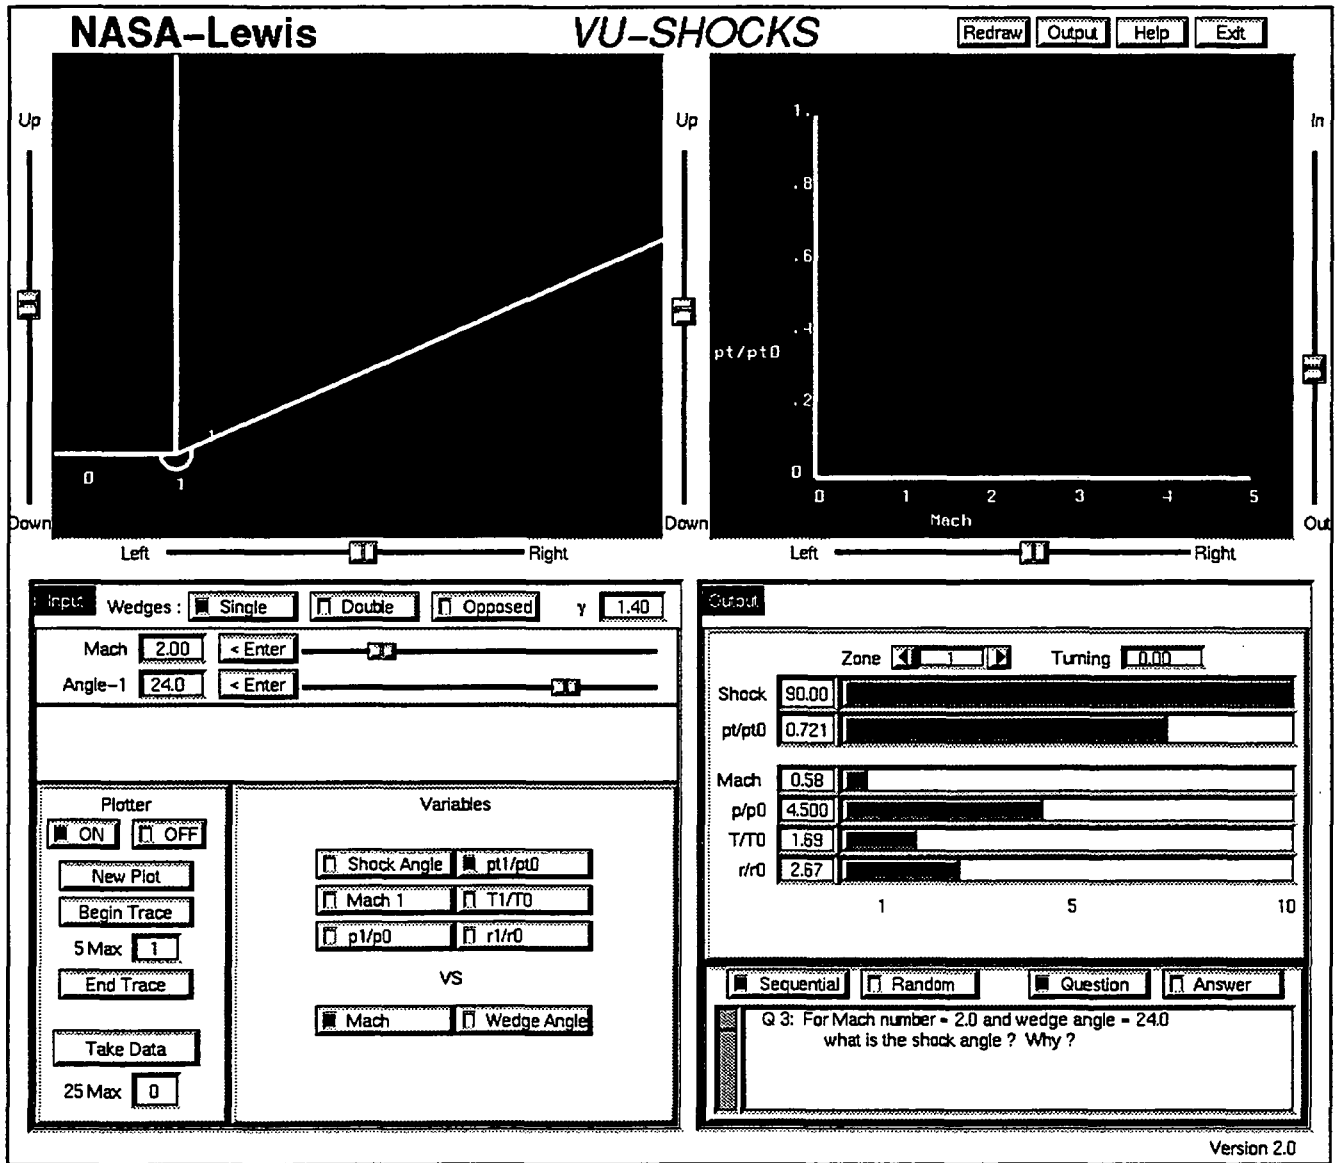 NASA-Lewis VU-SHOCKS Redraw Output Help Exit
Up Up In
1.
.8
.6
.4
pt/pt0
.2
0
0 1 2 3 4 5
Mach
1
0
1
Down Down Out
Left Right Left Right
Input Wedges : Single Double Opposed γ 1.40
Mach 2.00 < Enter
Angle-1 24.0 < Enter
Plotter
ON OFF
New Plot
Begin Trace
5 Max 1
End Trace
Take Data
25 Max 0
Variables
Shock Angle pt1/pt0
Mach 1 T1/T0
p1/p0 r1/r0
VS
Mach Wedge Angle
Output
Zone 1 Turning 0.00
Shock 90.00
pt/pt0 0.721
Mach 0.58
p/p0 4.500
T/T0 1.69
r/r0 2.67
1 5 10
Sequential Random Question Answer
Q 3: For Mach number = 2.0 and wedge angle = 24.0
what is the shock angle ? Why ?
Version 2.0